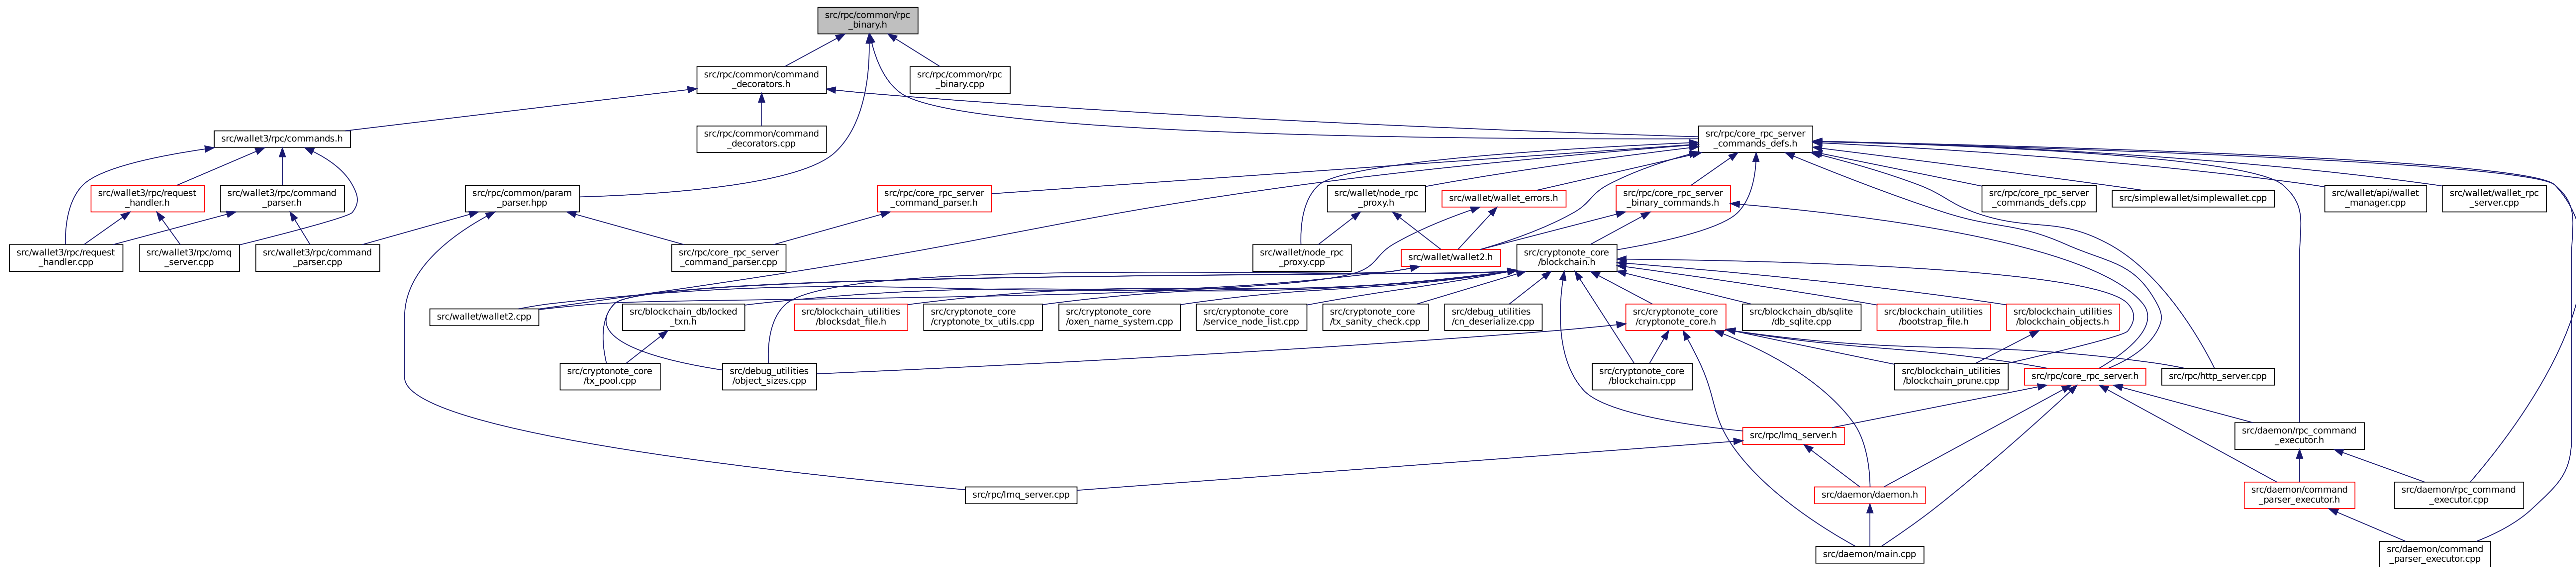 src/rpc/common/rpc
_binary.h
src/rpc/common/command
_decorators.h
src/rpc/common/rpc
_binary.cpp
src/wallet3/rpc/commands.h
src/rpc/common/command
_decorators.cpp
src/rpc/core_rpc_server
_commands_defs.h
src/wallet3/rpc/request
_handler.h
src/wallet3/rpc/command
_parser.h
src/rpc/common/param
_parser.hpp
src/rpc/core_rpc_server
_command_parser.h
src/wallet/node_rpc
_proxy.h
src/wallet/wallet_errors.h
src/rpc/core_rpc_server
_binary_commands.h
src/rpc/core_rpc_server
_commands_defs.cpp
src/simplewallet/simplewallet.cpp
src/wallet/api/wallet
_manager.cpp
src/wallet/wallet_rpc
_server.cpp
src/wallet3/rpc/request
_handler.cpp
src/wallet3/rpc/omq
_server.cpp
src/wallet3/rpc/command
_parser.cpp
src/rpc/core_rpc_server
_command_parser.cpp
src/wallet/node_rpc
_proxy.cpp
src/wallet/wallet2.h
src/cryptonote_core
/blockchain.h
src/wallet/wallet2.cpp
src/blockchain_db/locked
_txn.h
src/blockchain_utilities
/blocksdat_file.h
src/cryptonote_core
/cryptonote_tx_utils.cpp
src/cryptonote_core
/oxen_name_system.cpp
src/cryptonote_core
/service_node_list.cpp
src/cryptonote_core
/tx_sanity_check.cpp
src/debug_utilities
/cn_deserialize.cpp
src/cryptonote_core
/cryptonote_core.h
src/blockchain_db/sqlite
/db_sqlite.cpp
src/blockchain_utilities
/bootstrap_file.h
src/blockchain_utilities
/blockchain_objects.h
src/cryptonote_core
/tx_pool.cpp
src/debug_utilities
/object_sizes.cpp
src/cryptonote_core
/blockchain.cpp
src/blockchain_utilities
/blockchain_prune.cpp
src/rpc/core_rpc_server.h
src/rpc/http_server.cpp
src/rpc/lmq_server.h
src/daemon/rpc_command
_executor.h
src/rpc/lmq_server.cpp
src/daemon/daemon.h
src/daemon/command
_parser_executor.h
src/daemon/rpc_command
_executor.cpp
src/daemon/main.cpp
src/daemon/command
_parser_executor.cpp